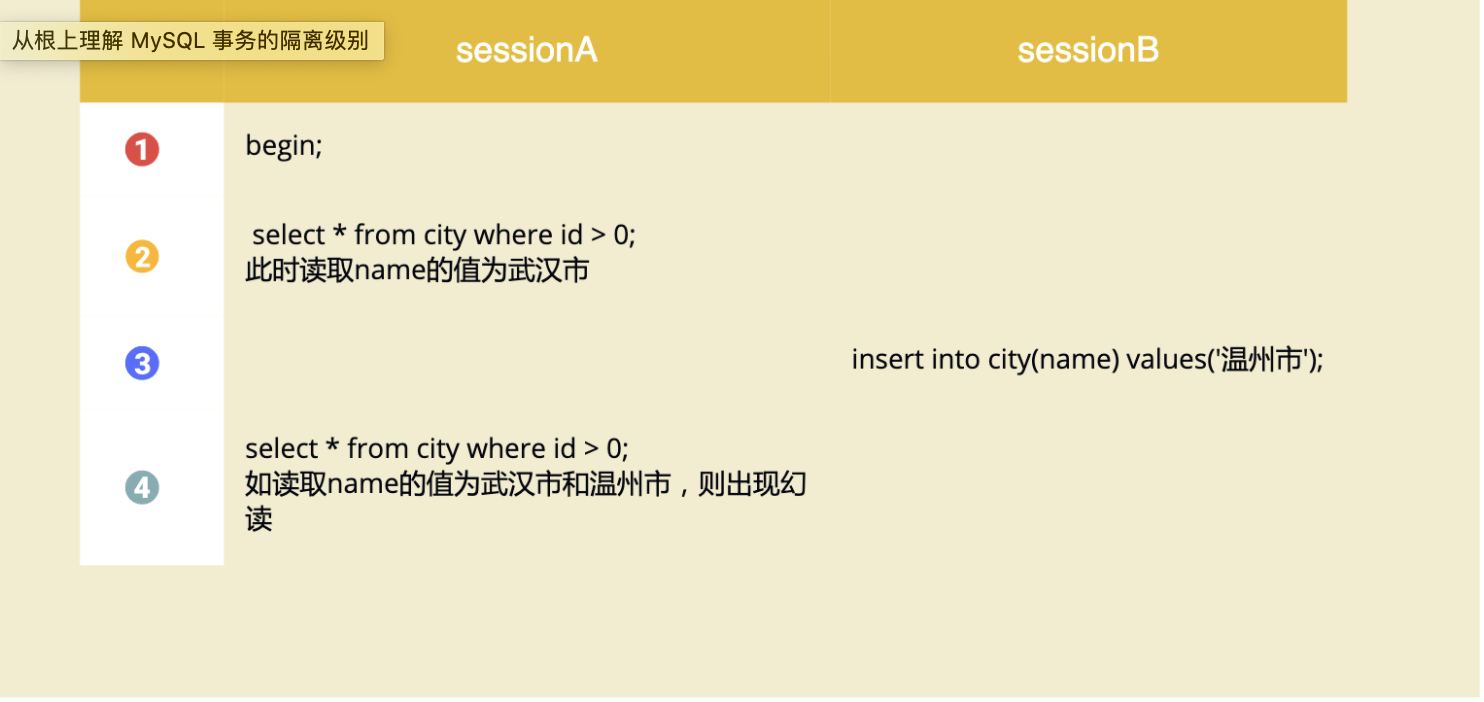 从根上理解 MySQL 事务的隔离级别
sessionA
sessionB
1
begin;
2
select * from city where id > 0;
此时读取name的值为武汉市
3
insert into city(name) values('温州市');
4
select * from city where id > 0;
如读取name的值为武汉市和温州市，则出现幻
读